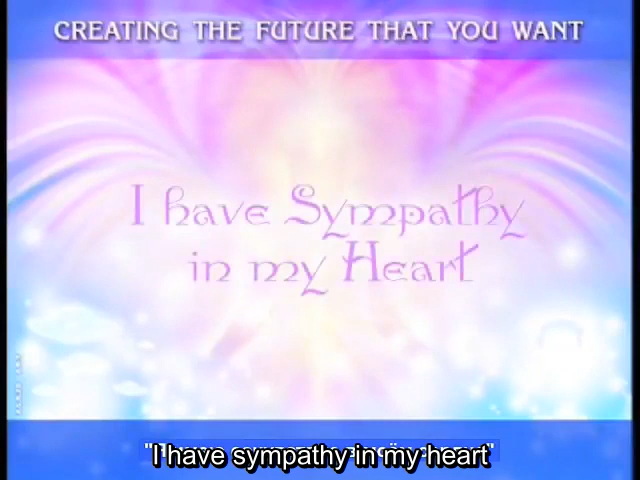 CREATING THE FUTURE THAT YOU WANT
I have Sympathy
in my Heart
"I have sympathy in my heart